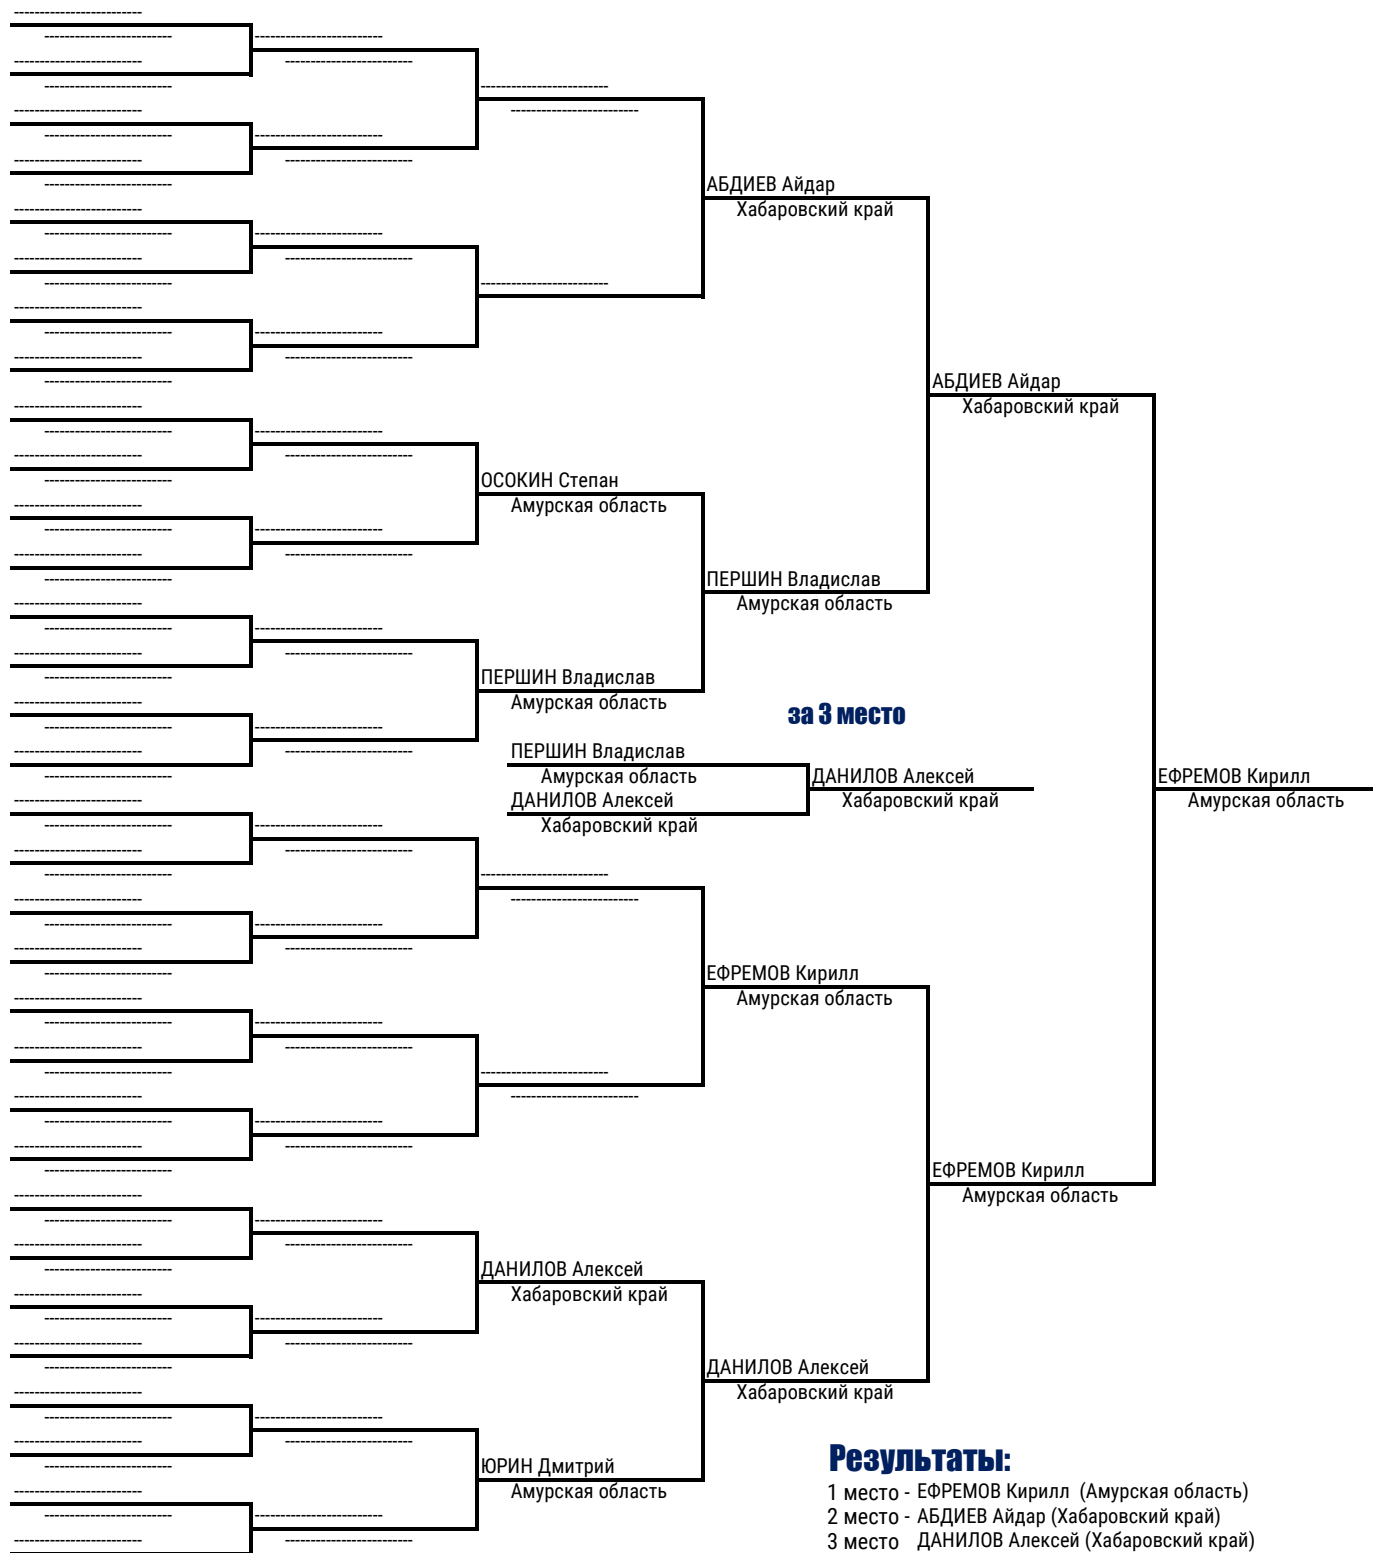 АБДИЕВ Айдар
Хабаровский край
АБДИЕВ Айдар
Хабаровский край
ОСОКИН Степан
Амурская область
ПЕРШИН Владислав
Амурская область
ПЕРШИН Владислав
Амурская область
за 3 место
ПЕРШИН Владислав
Амурская область
ДАНИЛОВ Алексей
Хабаровский край
ДАНИЛОВ Алексей
Хабаровский край
ЕФРЕМОВ Кирилл
Амурская область
ЕФРЕМОВ Кирилл
Амурская область
ЕФРЕМОВ Кирилл
Амурская область
ДАНИЛОВ Алексей
Хабаровский край
ДАНИЛОВ Алексей
Хабаровский край
ЮРИН Дмитрий
Амурская область
Результаты:
1 место - ЕФРЕМОВ Кирилл (Амурская область)
2 место - АБДИЕВ Айдар (Хабаровский край)
3 место ДАНИЛОВ Алексей (Хабаровский край)